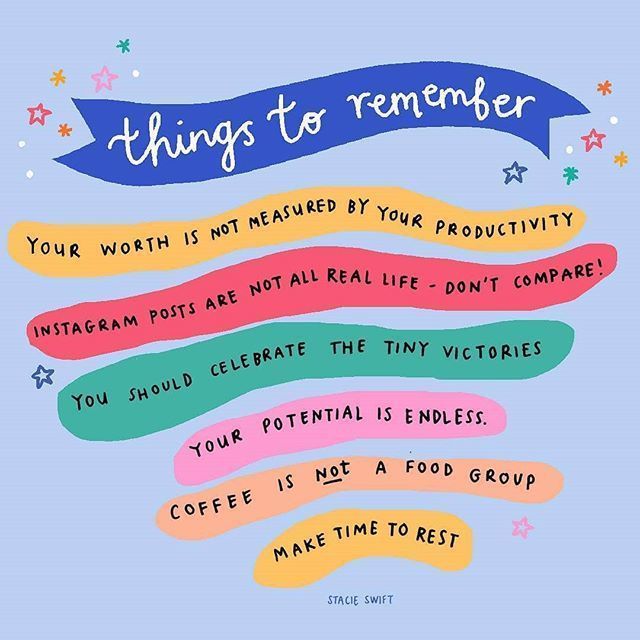 things to remember
YOUR WORTH IS NOT MEASURED BY YOUR PRODUCTIVITY
INSTAGRAM POSTS ARE NOT ALL REAL LIFE - DON'T COMPARE!
YOU SHOULD CELEBRATE THE TINY VICTORIES
YOUR POTENTIAL IS ENDLESS.
COFFEE IS NOt A FOOD GROUP
MAKE TIME TO REST
STACIE SWIFT